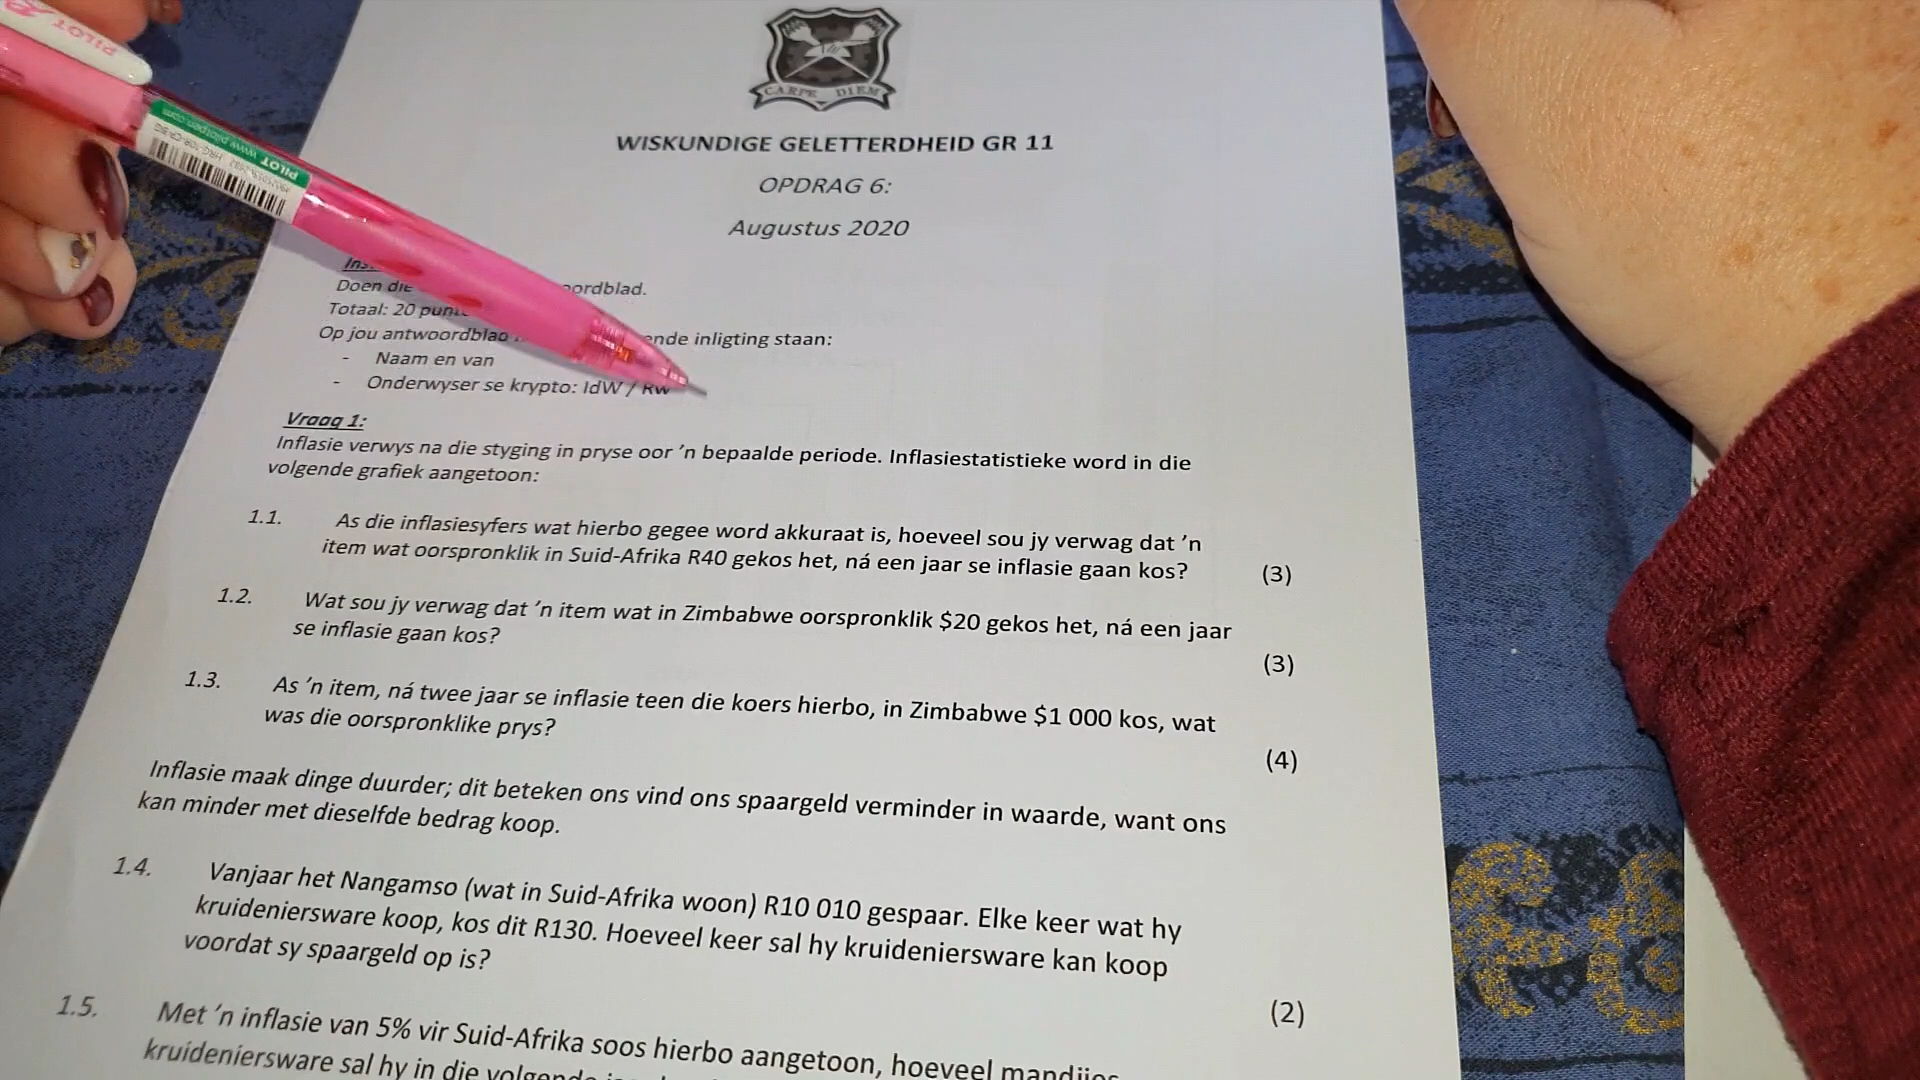 CARPE DIEM
WISKUNDIGE GELETTERDHEID GR 11
OPDRAG 6:
Augustus 2020
PILOT
PILOT www.pilotpen.com
Doen die oordblad.
Totaal: 20
Op jou antwoordblad ende inligting staan:
- Naam en van
- Onderwyser se krypto: IdW / Rw
Vraag 1:
Inflasie verwys na die styging in pryse oor ’n bepaalde periode. Inflasiestatistieke word in die
volgende grafiek aangetoon:
1.1. As die inflasiesyfers wat hierbo gegee word akkuraat is, hoeveel sou jy verwag dat ’n
item wat oorspronklik in Suid-Afrika R40 gekos het, ná een jaar se inflasie gaan kos? (3)
1.2. Wat sou jy verwag dat ’n item wat in Zimbabwe oorspronklik $20 gekos het, ná een jaar
se inflasie gaan kos?
(3)
1.3. As ’n item, ná twee jaar se inflasie teen die koers hierbo, in Zimbabwe $1 000 kos, wat
was die oorspronklike prys?
(4)
Inflasie maak dinge duurder; dit beteken ons vind ons spaargeld verminder in waarde, want ons
kan minder met dieselfde bedrag koop.
1.4. Vanjaar het Nangamso (wat in Suid-Afrika woon) R10 010 gespaar. Elke keer wat hy
kruideniersware koop, kos dit R130. Hoeveel keer sal hy kruideniersware kan koop
voordat sy spaargeld op is?
(2)
1.5. Met ’n inflasie van 5% vir Suid-Afrika soos hierbo aangetoon, hoeveel mandjies
kruideniersware sal hy in die volgende